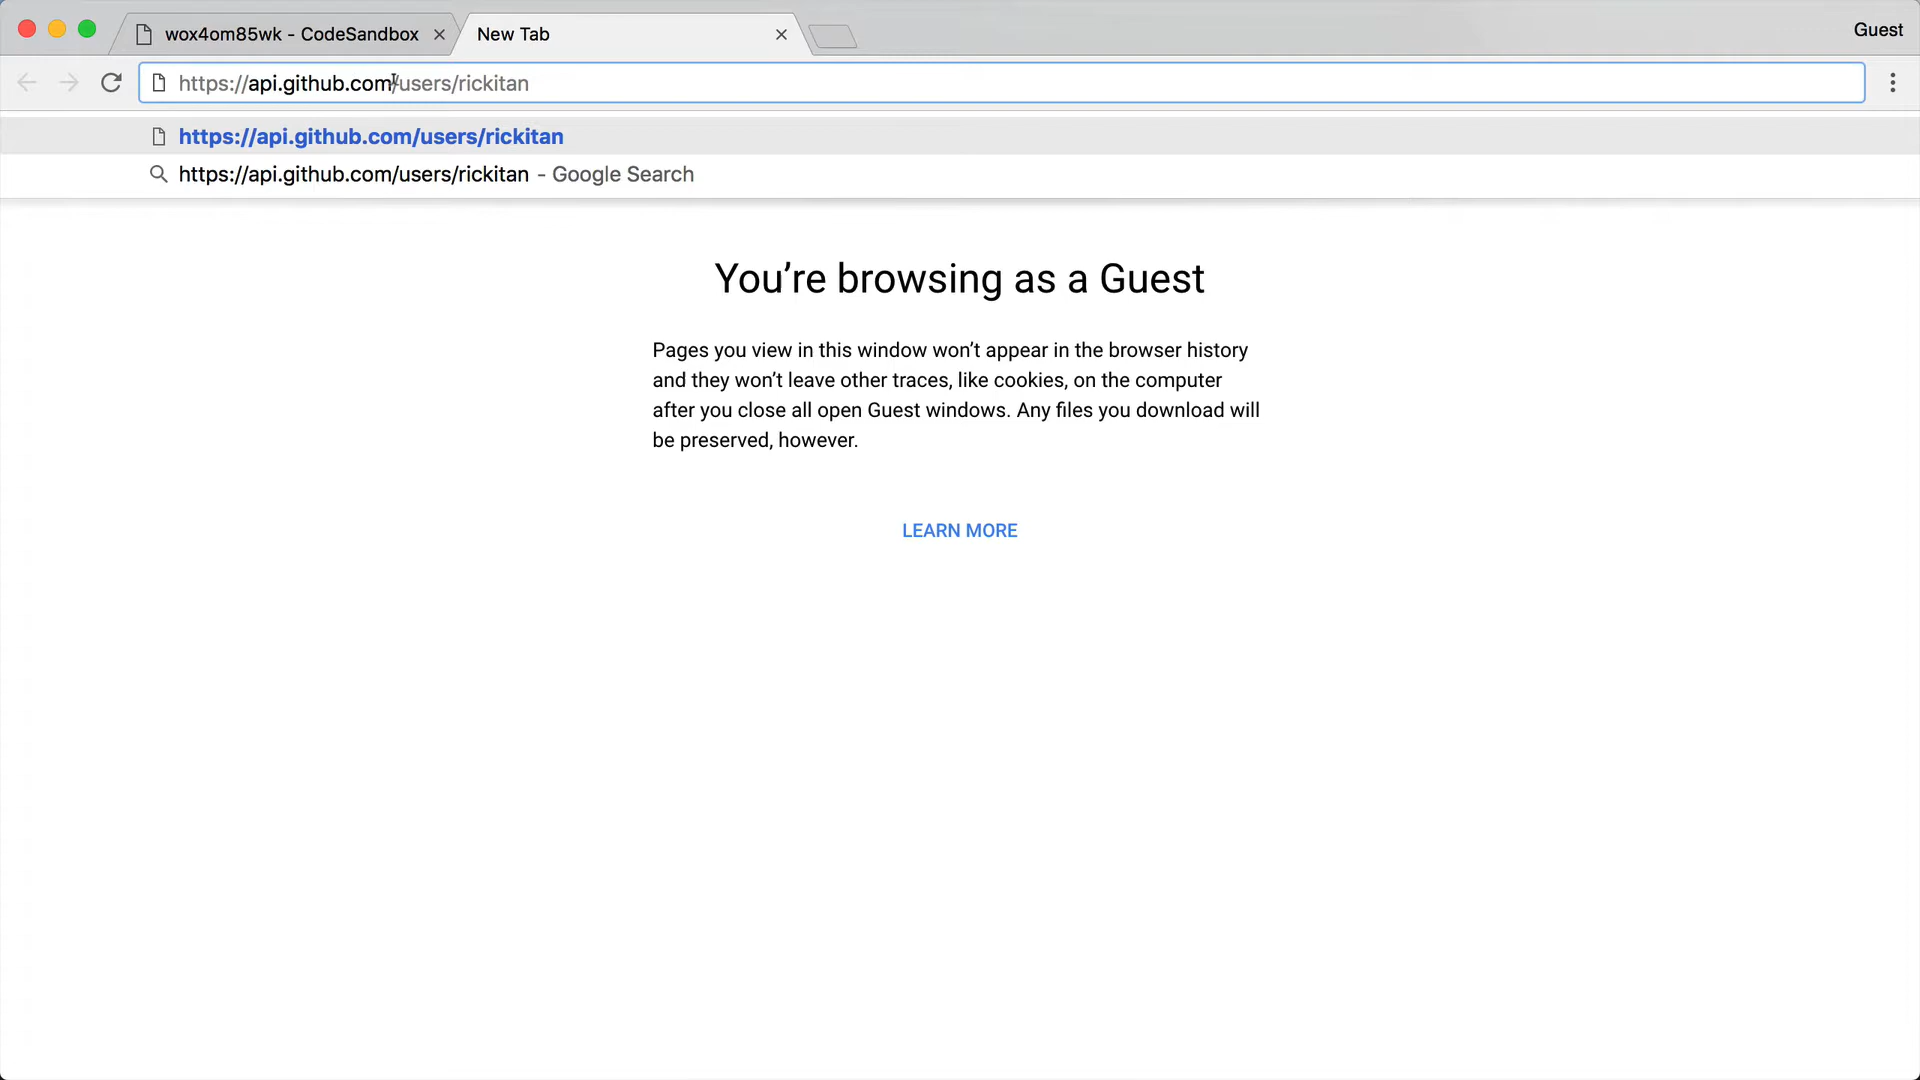 wox4om85wk - CodeSandbox
New Tab
Guest
https://api.github.com/users/rickitan
https://api.github.com/users/rickitan
https://api.github.com/users/rickitan - Google Search
You’re browsing as a Guest
Pages you view in this window won’t appear in the browser history
and they won’t leave other traces, like cookies, on the computer
after you close all open Guest windows. Any files you download will
be preserved, however.
LEARN MORE